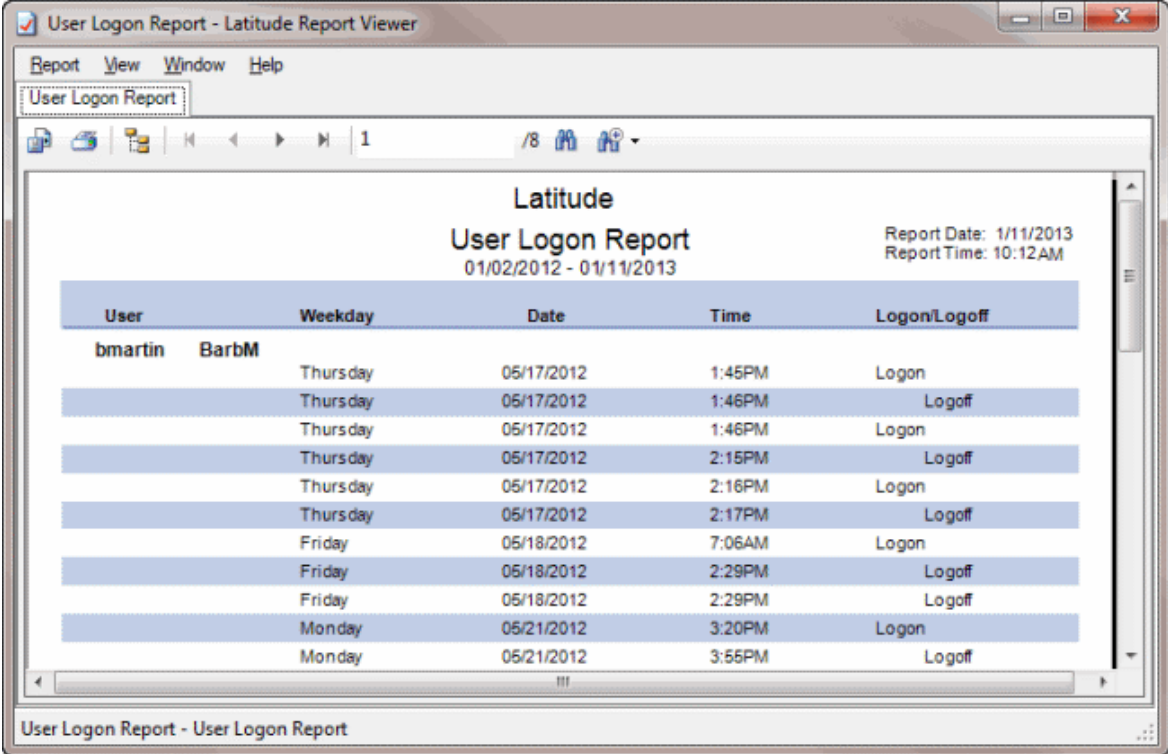 User Logon Report - Latitude Report Viewer
Report View Window Help
User Logon Report
1 /8
Latitude
User Logon Report
Report Date: 1/11/2013
Report Time: 10:12AM
01/02/2012 - 01/11/2013
User Weekday Date Time Logon/Logoff
bmartin BarbM
Thursday 05/17/2012 1:45PM Logon
Thursday 05/17/2012 1:46PM Logoff
Thursday 05/17/2012 1:46PM Logon
Thursday 05/17/2012 2:15PM Logoff
Thursday 05/17/2012 2:16PM Logon
Thursday 05/17/2012 2:17PM Logoff
Friday 05/18/2012 7:06AM Logon
Friday 05/18/2012 2:29PM Logoff
Friday 05/18/2012 2:29PM Logoff
Monday 05/21/2012 3:20PM Logon
Monday 05/21/2012 3:55PM Logoff
User Logon Report - User Logon Report